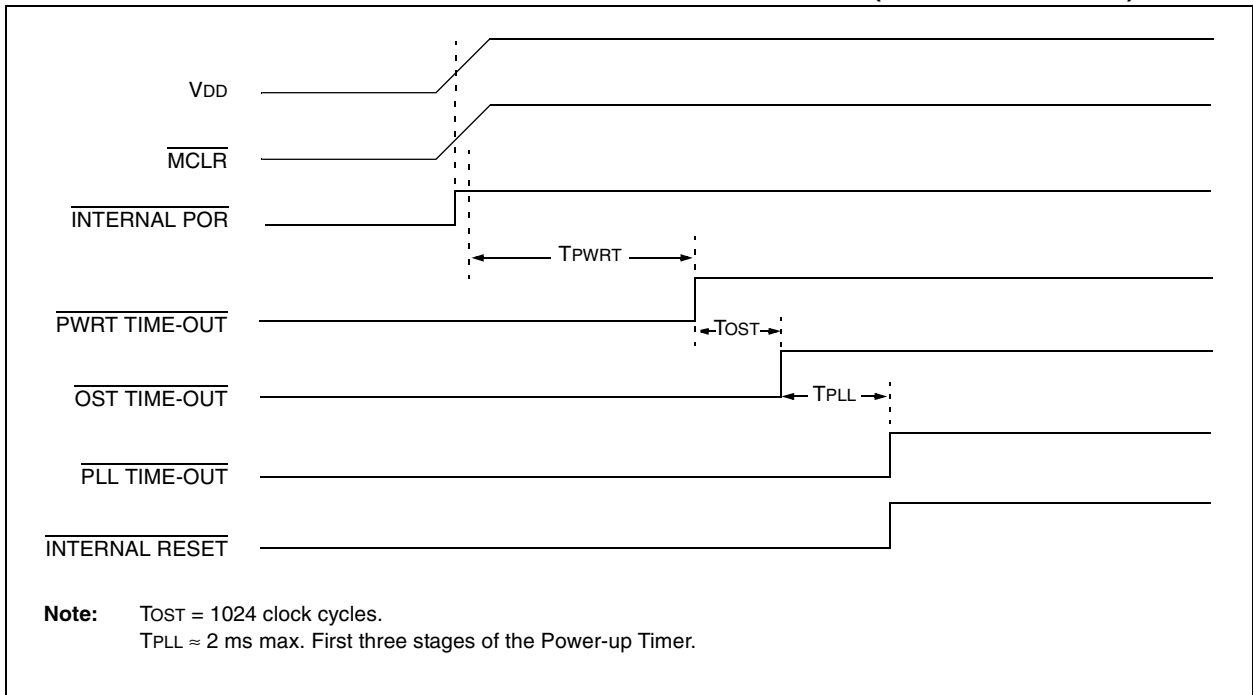 VDD
MCLR
INTERNAL POR
TPWRT
PWRT TIME-OUT
TOST
OST TIME-OUT
TPLL
PLL TIME-OUT
INTERNAL RESET
Note: TOST = 1024 clock cycles.
TPLL ≈ 2 ms max. First three stages of the Power-up Timer.